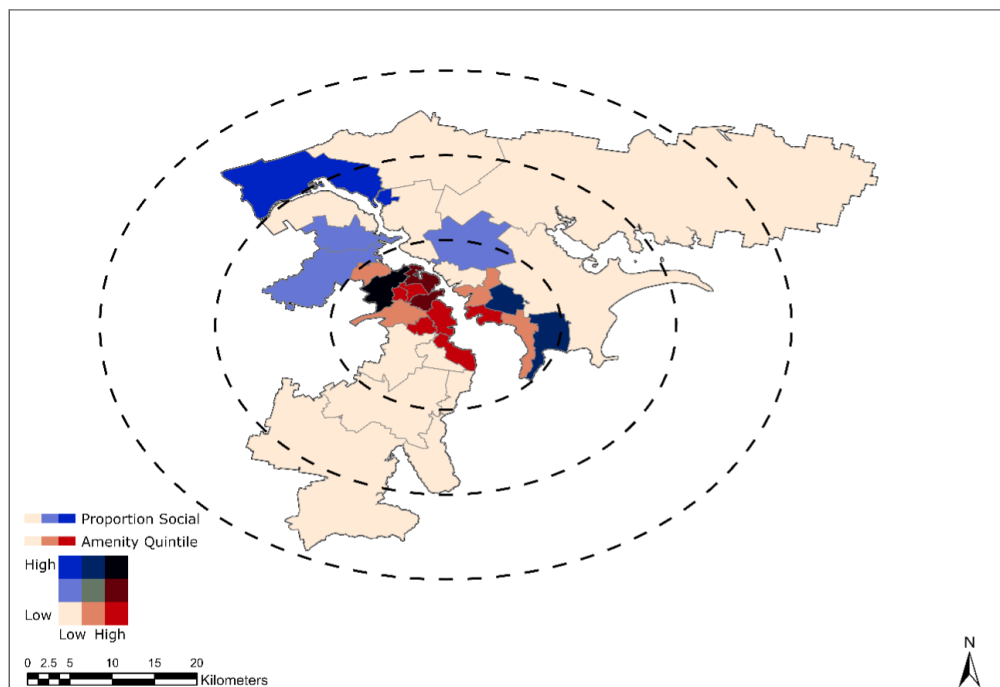 Proportion Social
Amenity Quintile
High
Low
Low High
N
0 2.5 5 10 15 20
Kilometers